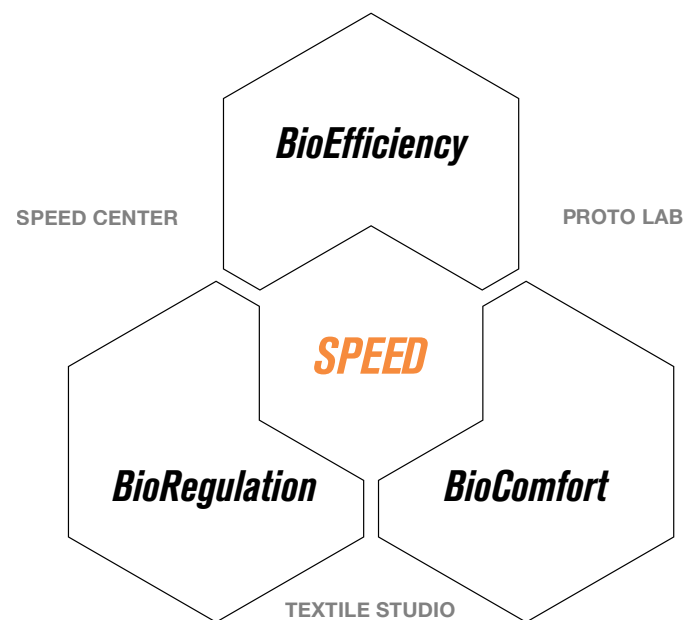 BioEfficiency
SPEED CENTER
PROTO LAB
SPEED
BioRegulation
BioComfort
TEXTILE STUDIO